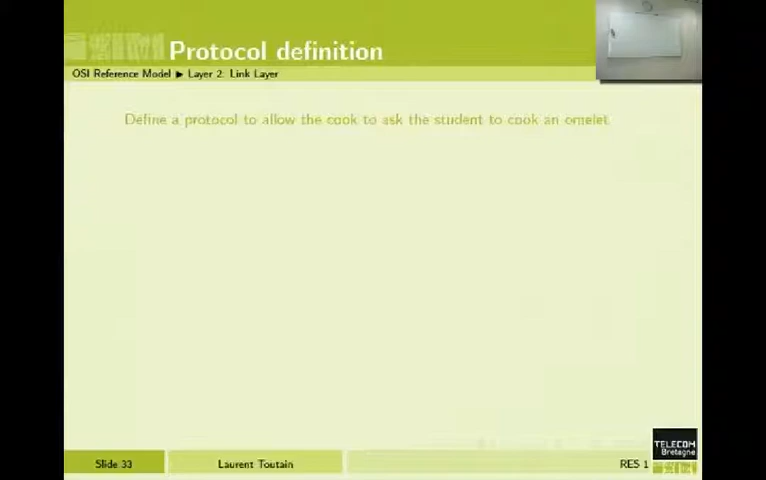 Protocol definition
OSI Reference Model ▶ Layer 2: Link Layer
Define a protocol to allow the cook to ask the student to cook an omelet
Slide 33
Laurent Toutain
RES 1
TELECOM
Bretagne